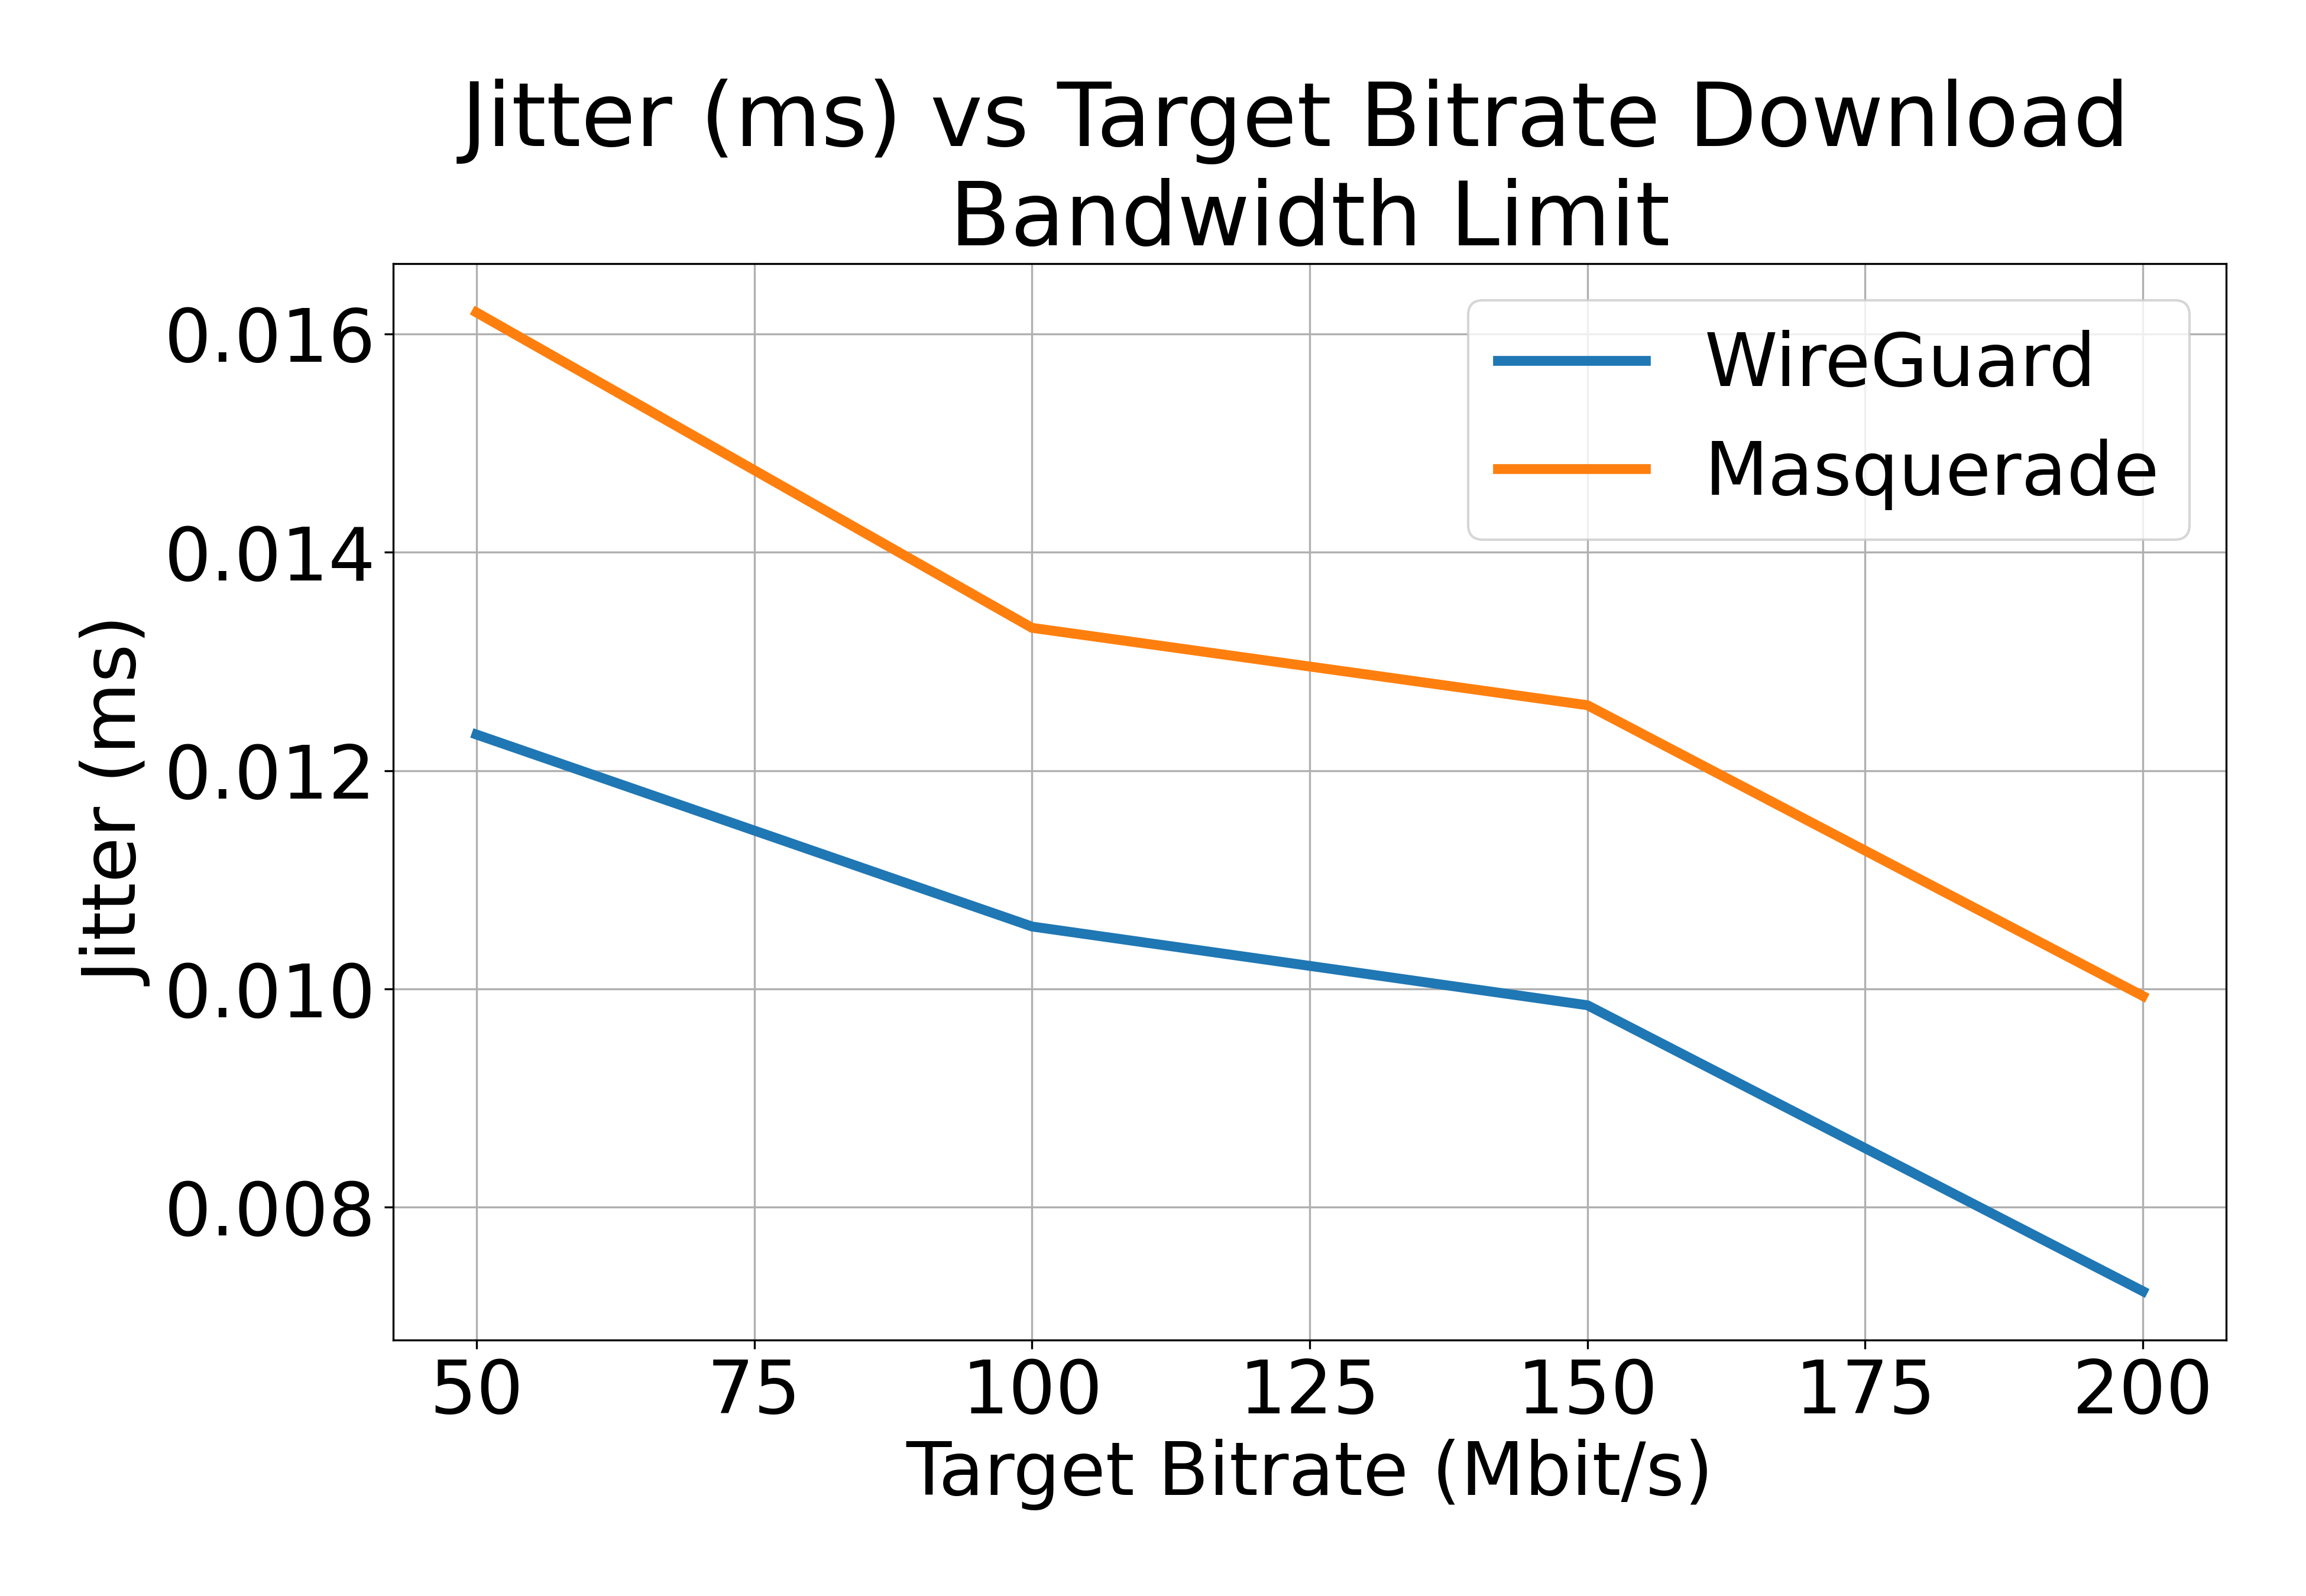 Jitter (ms) vs Target Bitrate Download
Bandwidth Limit
WireGuard
Masquerade
Jitter (ms)
0.016
0.014
0.012
0.010
0.008
50 75 100 125 150 175 200
Target Bitrate (Mbit/s)